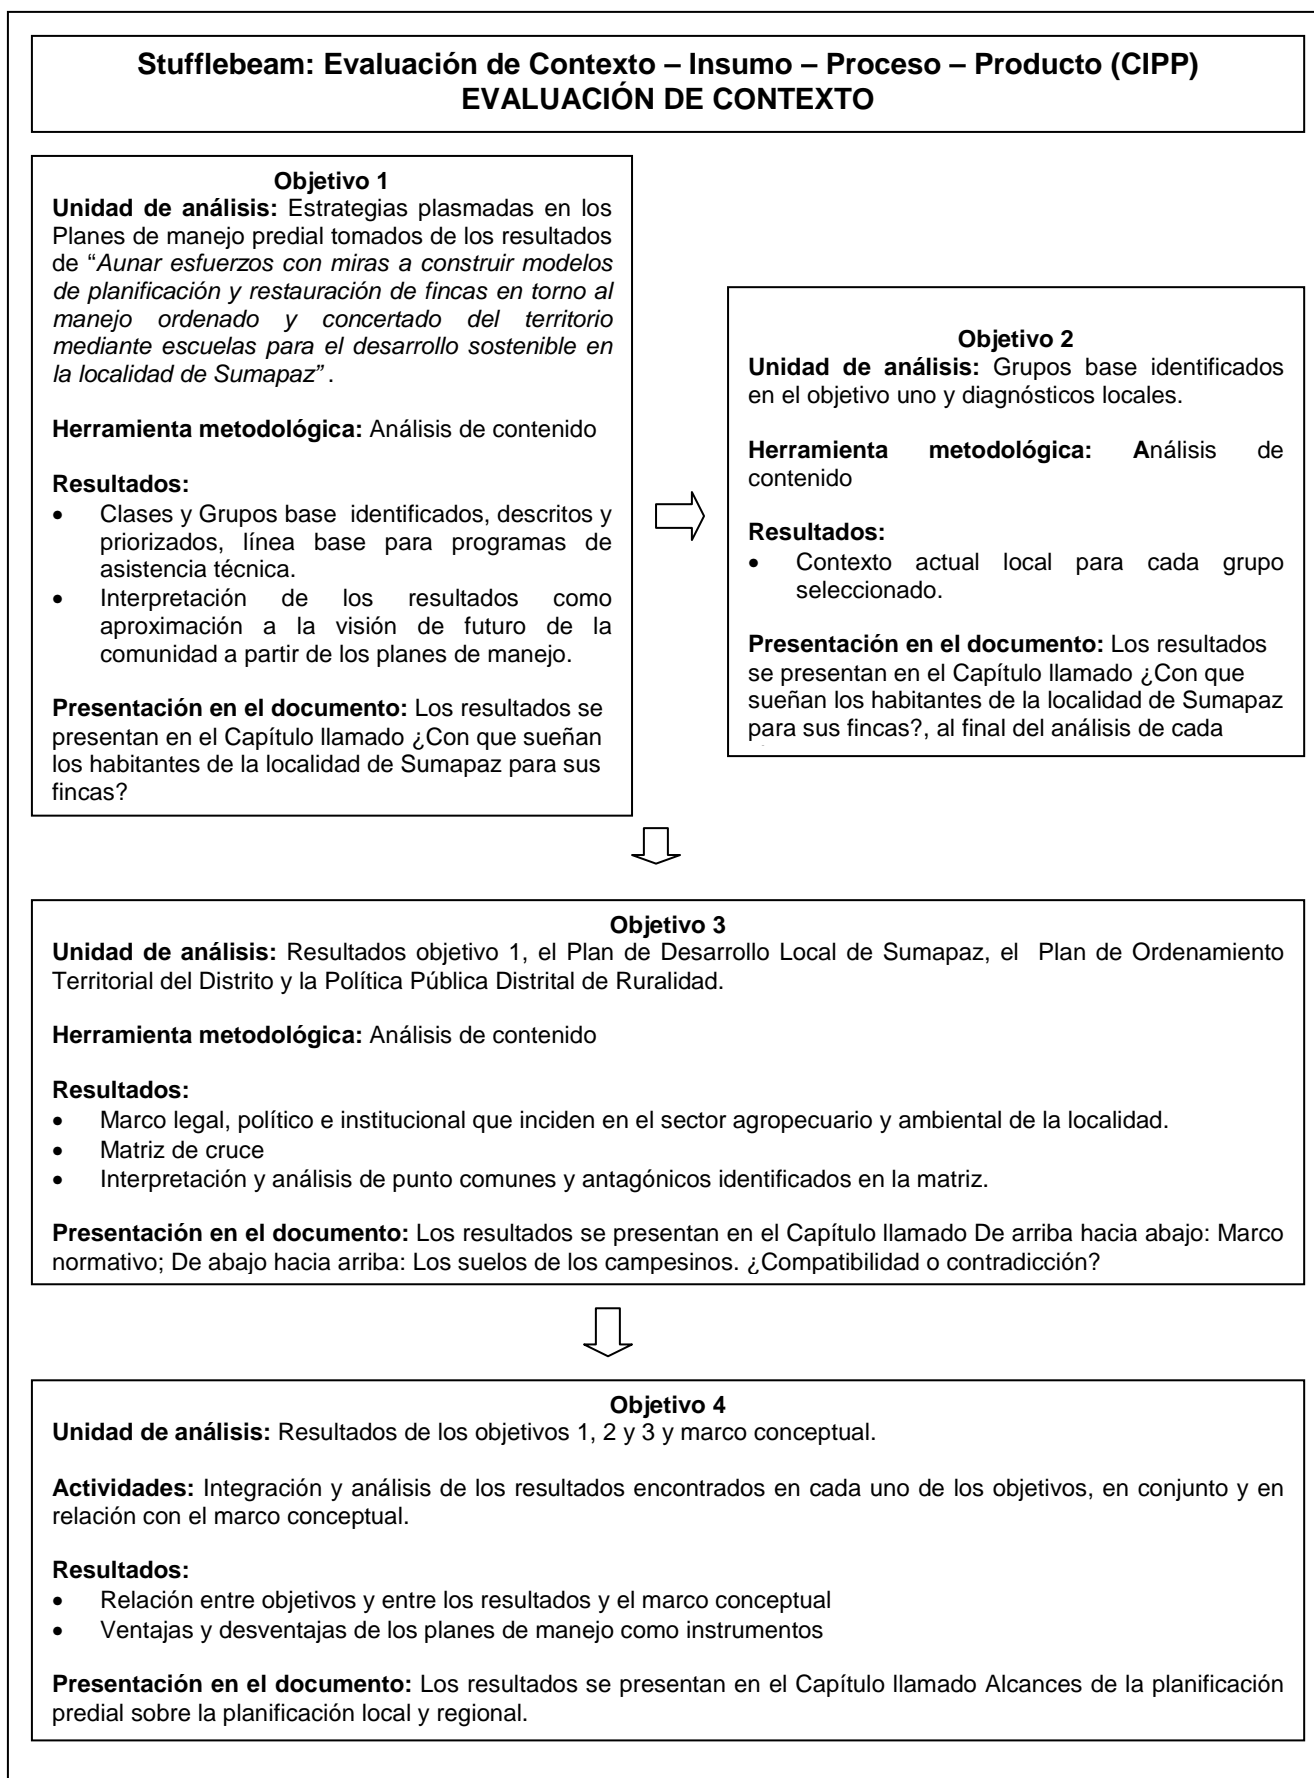 Stufflebeam: Evaluación de Contexto – Insumo – Proceso – Producto (CIPP)
EVALUACIÓN DE CONTEXTO
Objetivo 1
Unidad de análisis: Estrategias plasmadas en los
Planes de manejo predial tomados de los resultados
de “Aunar esfuerzos con miras a construir modelos
de planificación y restauración de fincas en torno al
manejo ordenado y concertado del territorio
mediante escuelas para el desarrollo sostenible en
la localidad de Sumapaz” .
Herramienta metodológica: Análisis de contenido
Resultados:
• Clases y Grupos base identificados, descritos y
priorizados, línea base para programas de
asistencia técnica.
• Interpretación de los resultados como
aproximación a la visión de futuro de la
comunidad a partir de los planes de manejo.
Presentación en el documento: Los resultados se
presentan en el Capítulo llamado ¿Con que sueñan
los habitantes de la localidad de Sumapaz para sus
fincas?
Objetivo 2
Unidad de análisis: Grupos base identificados
en el objetivo uno y diagnósticos locales.
Herramienta metodológica: Análisis de
contenido
Resultados:
• Contexto actual local para cada grupo
seleccionado.
Presentación en el documento: Los resultados
se presentan en el Capítulo llamado ¿Con que
sueñan los habitantes de la localidad de Sumapaz
para sus fincas?, al final del análisis de cada
Objetivo 3
Unidad de análisis: Resultados objetivo 1, el Plan de Desarrollo Local de Sumapaz, el Plan de Ordenamiento
Territorial del Distrito y la Política Pública Distrital de Ruralidad.
Herramienta metodológica: Análisis de contenido
Resultados:
• Marco legal, político e institucional que inciden en el sector agropecuario y ambiental de la localidad.
• Matriz de cruce
• Interpretación y análisis de punto comunes y antagónicos identificados en la matriz.
Presentación en el documento: Los resultados se presentan en el Capítulo llamado De arriba hacia abajo: Marco
normativo; De abajo hacia arriba: Los suelos de los campesinos. ¿Compatibilidad o contradicción?
Objetivo 4
Unidad de análisis: Resultados de los objetivos 1, 2 y 3 y marco conceptual.
Actividades: Integración y análisis de los resultados encontrados en cada uno de los objetivos, en conjunto y en
relación con el marco conceptual.
Resultados:
• Relación entre objetivos y entre los resultados y el marco conceptual
• Ventajas y desventajas de los planes de manejo como instrumentos
Presentación en el documento: Los resultados se presentan en el Capítulo llamado Alcances de la planificación
predial sobre la planificación local y regional.